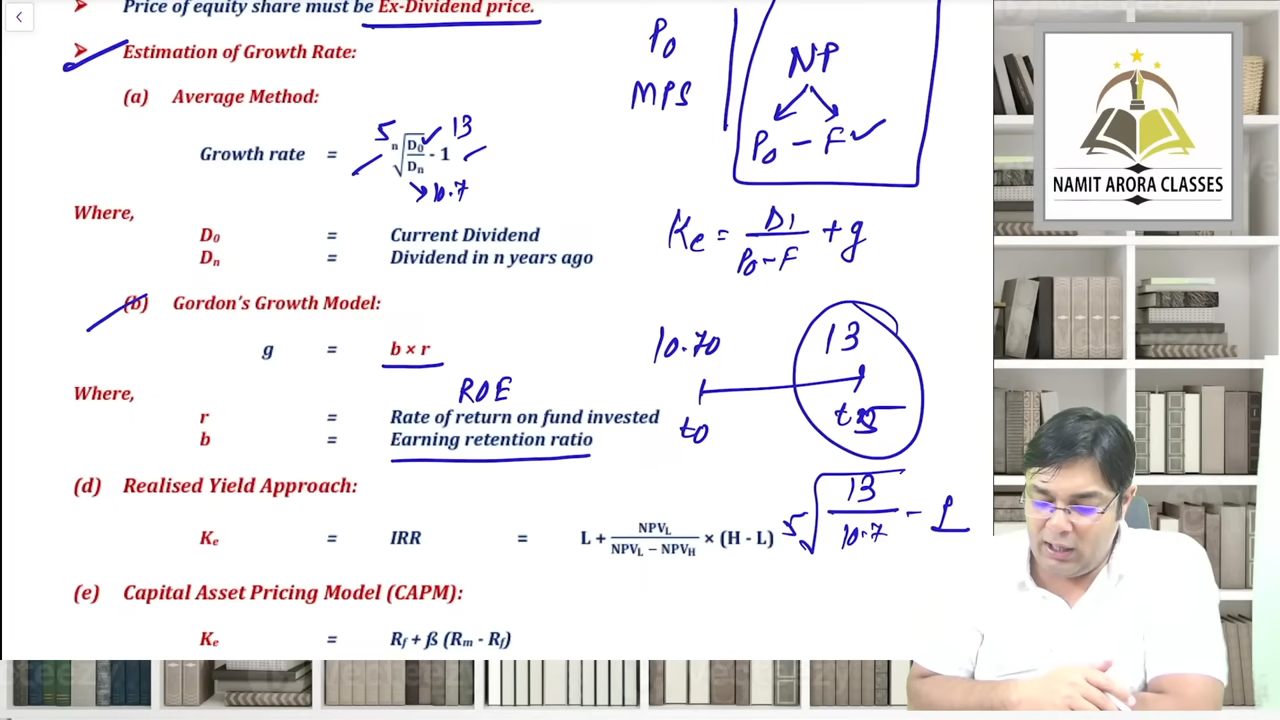 Price of equity share must be Ex-Dividend price.
Estimation of Growth Rate:
(a) Average Method:
5 13
Growth rate = n√D0/Dn - 1
10.7
Where,
D0 = Current Dividend
Dn = Dividend in n years ago
(b) Gordon's Growth Model:
g = b × r
Where, ROE
r = Rate of return on fund invested
b = Earning retention ratio
(d) Realised Yield Approach:
Ke = IRR = L + NPVL/NPVL – NPVH × (H - L)
(e) Capital Asset Pricing Model (CAPM):
Ke = Rf + ß (Rm - Rf)
P0
MPS
NP
P0 – F
Ke = D1/P0–F + g
10.70 13
t0 t5
5√13/10.7 – 1
NAMIT ARORA CLASSES